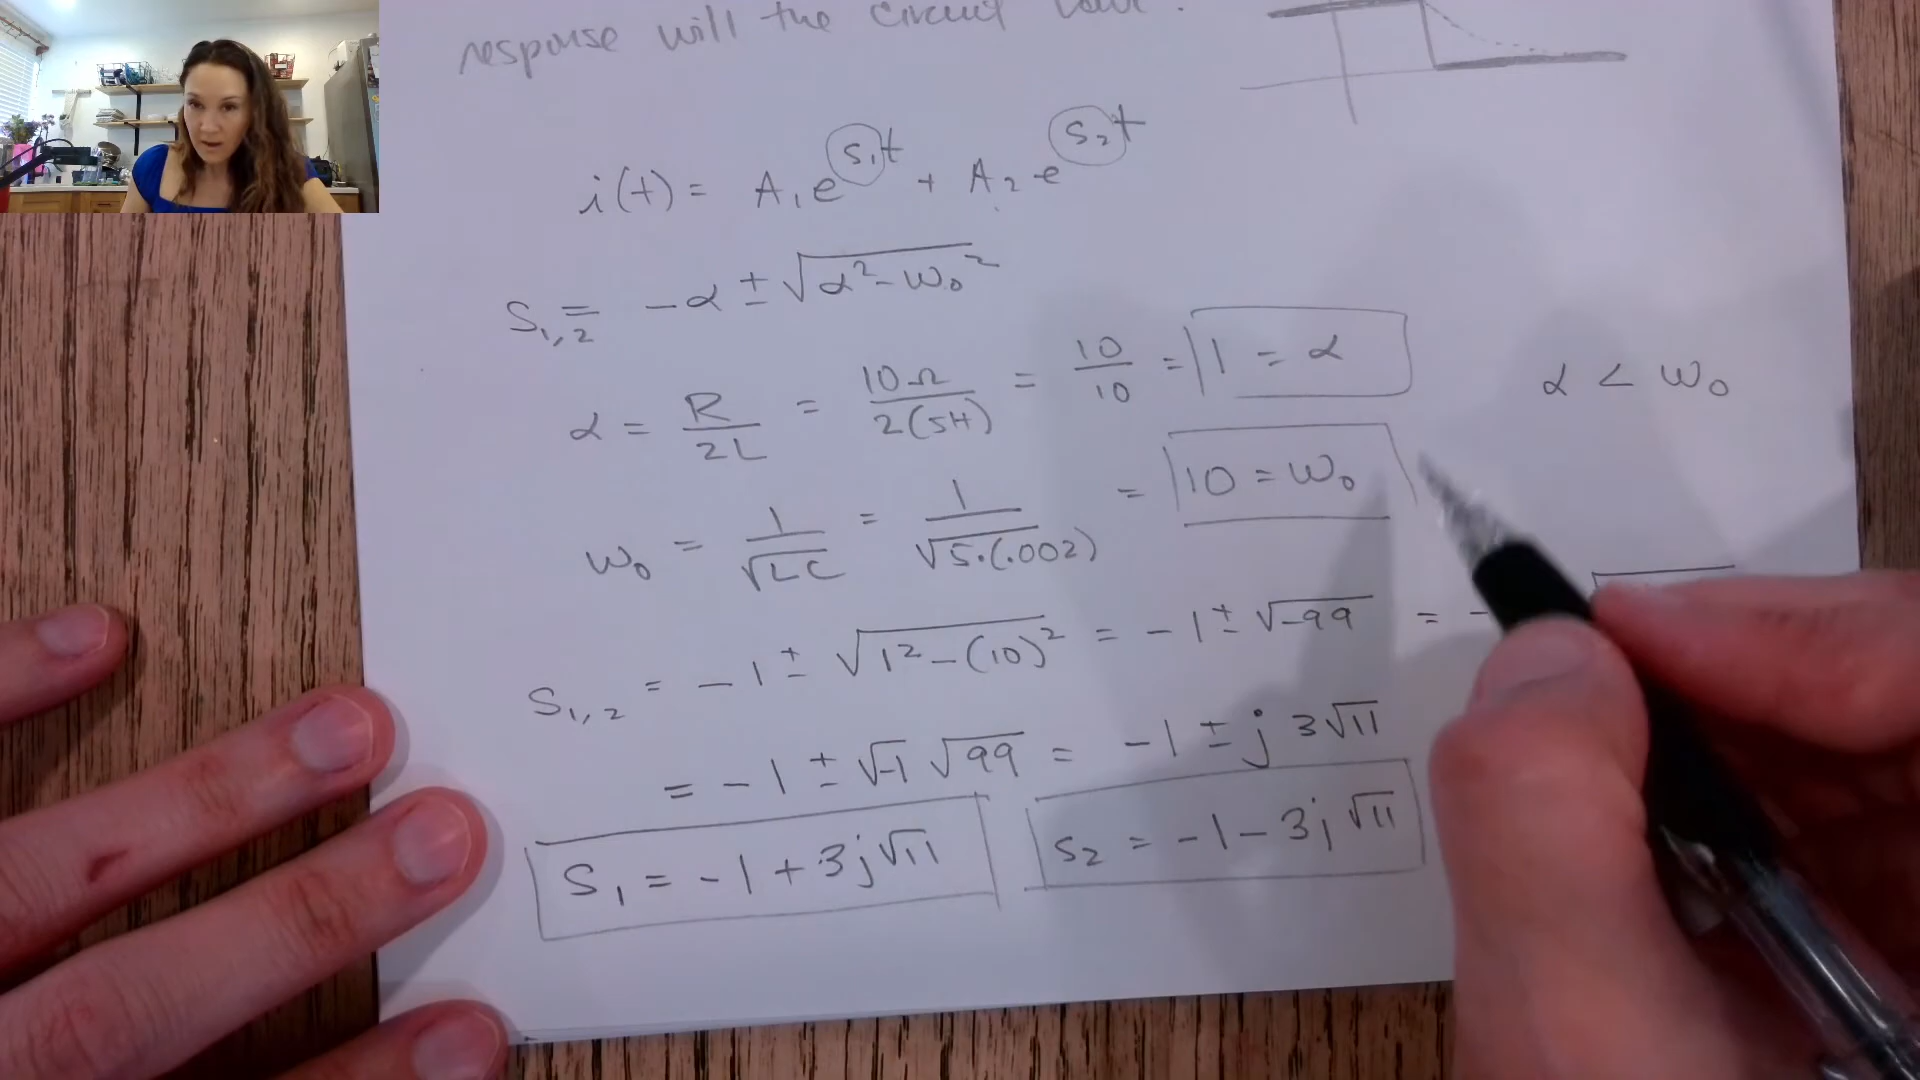 response will the circuit
i(t) = A₁e^(s₁t) + A₂e^(s₂t)
S₁,₂ = -α ± √(α² - ω₀²)
α = R/2L = 10Ω/2(5H) = 10/10 = 1 = α
α < ω₀
ω₀ = 1/√LC = 1/√5·(.002) = 10 = ω₀
S₁,₂ = -1 ± √(1² - (10)²) = -1 ± √-99 = -
= -1 ± √-1 √99 = -1 ± j 3√11
S₁ = -1 + 3j√11
S₂ = -1 - 3j√11